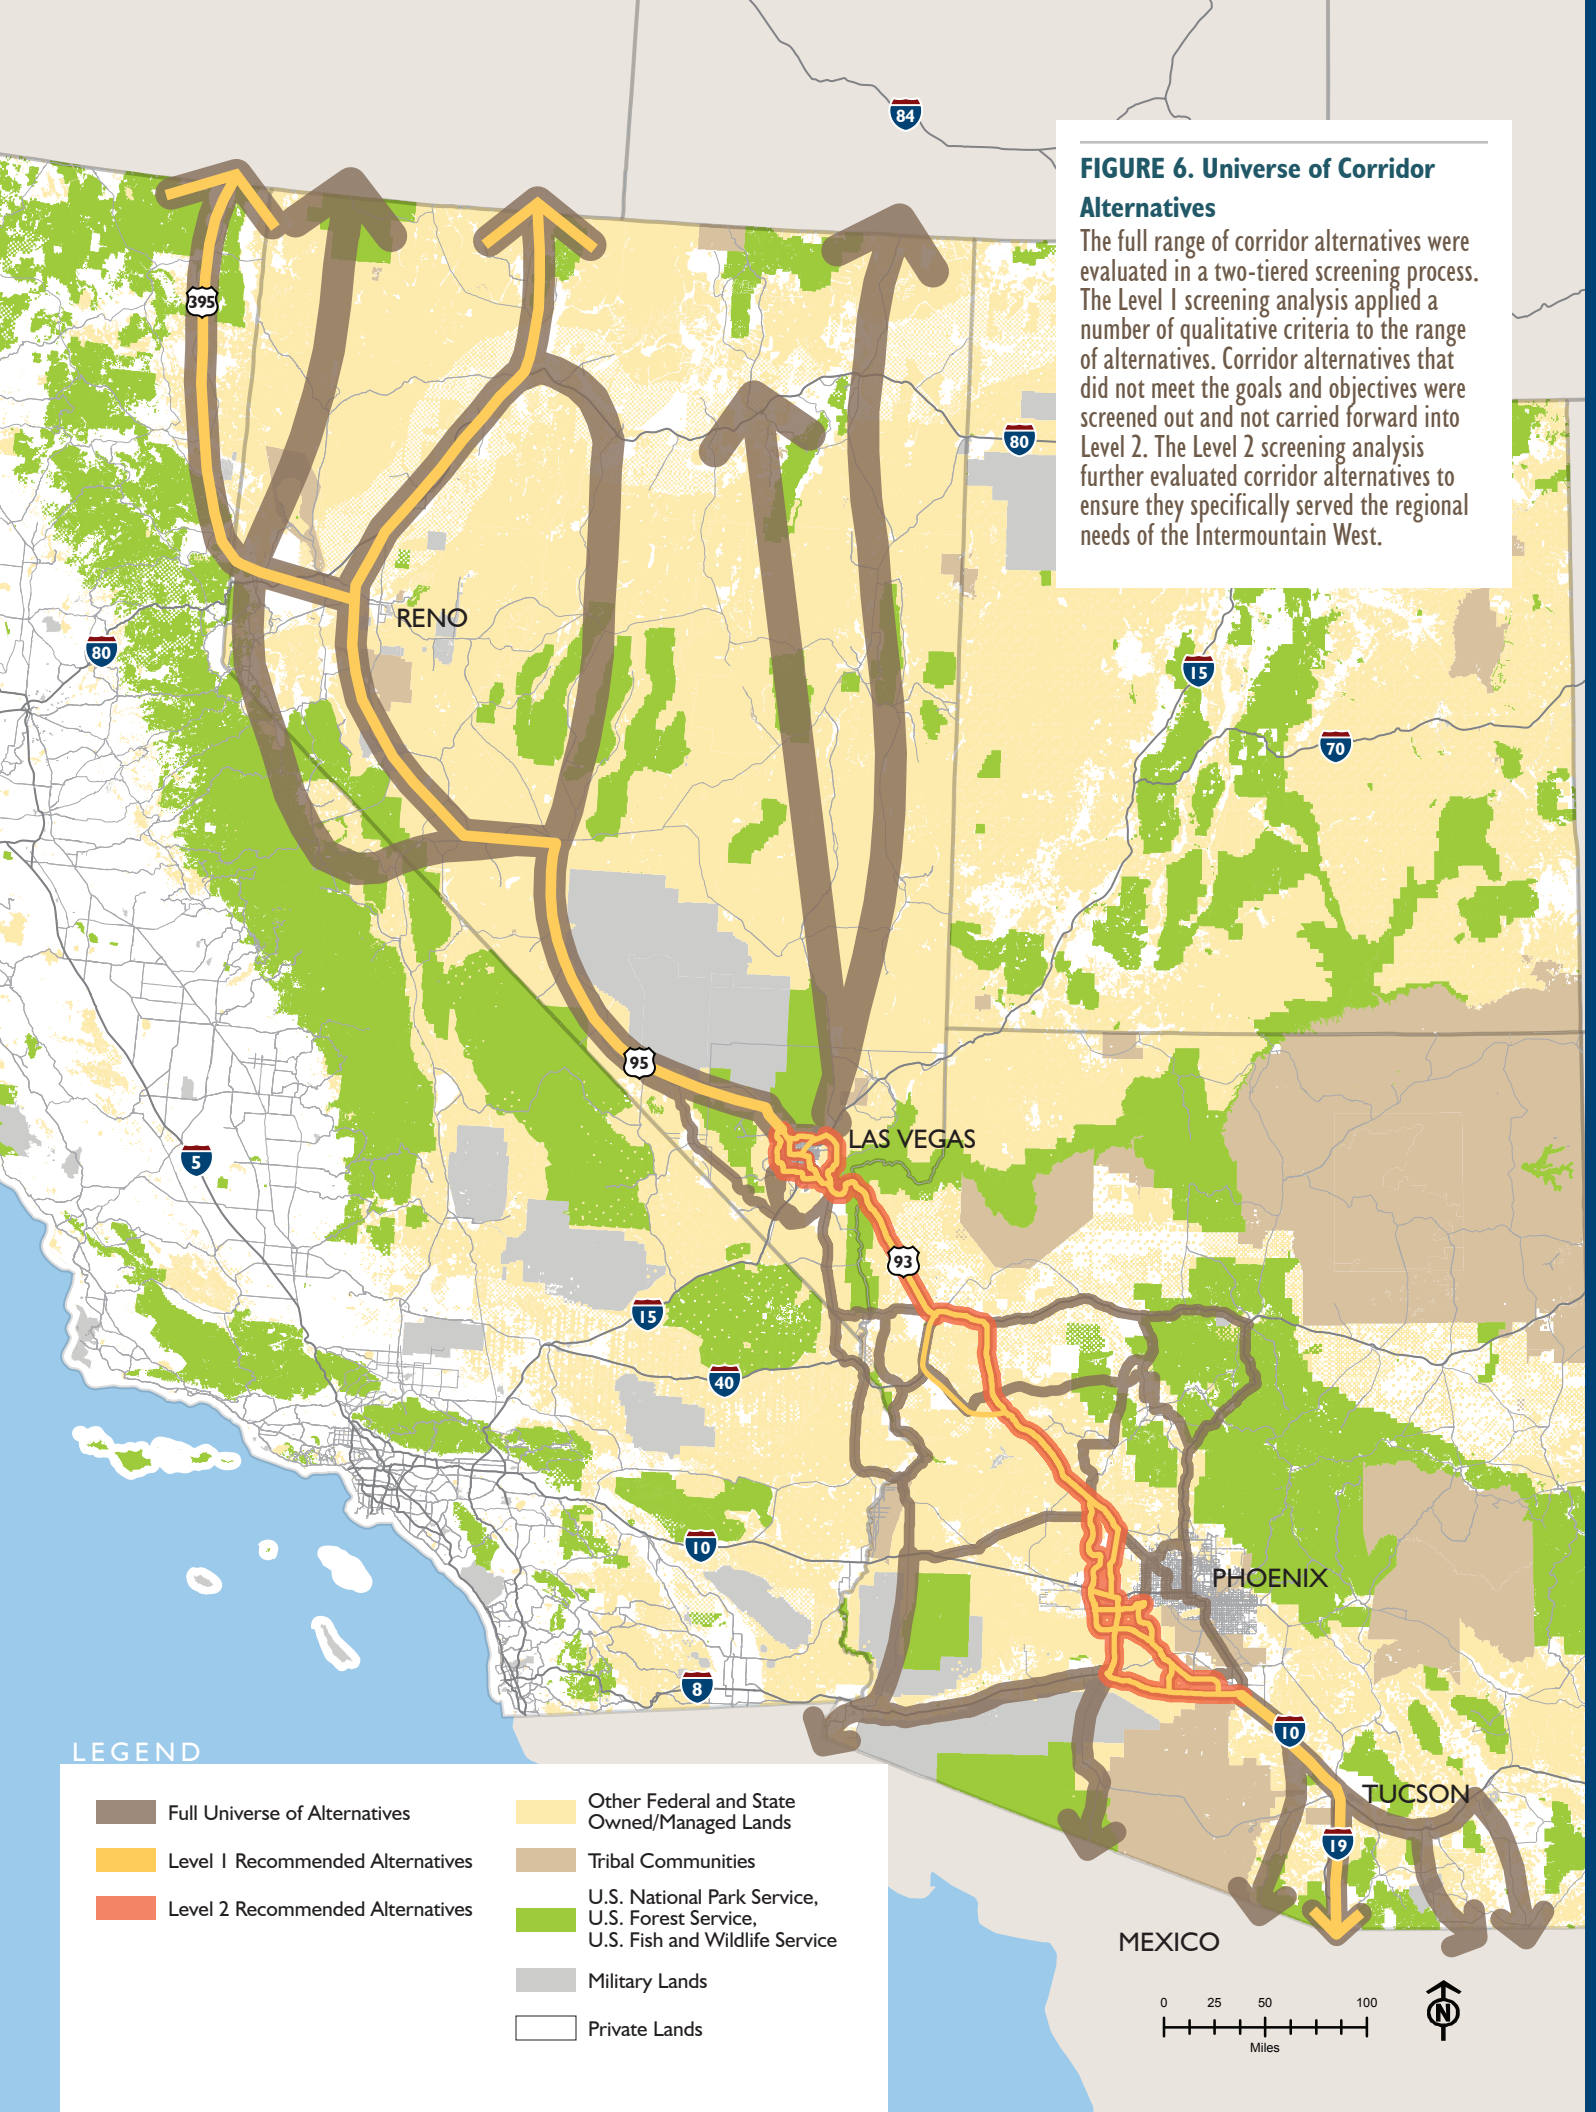 84
FIGURE 6. Universe of Corridor
Alternatives
The full range of corridor alternatives were
evaluated in a two-tiered screening process.
The Level 1 screening analysis applied a
number of qualitative criteria to the range
of alternatives. Corridor alternatives that
did not meet the goals and objectives were
screened out and not carried forward into
Level 2. The Level 2 screening analysis
further evaluated corridor alternatives to
ensure they specifically served the regional
needs of the Intermountain West.
395
80
RENO
80
15
70
95
LAS VEGAS
5
93
15
40
10
PHOENIX
8
10
TUCSON
19
MEXICO
LEGEND
Full Universe of Alternatives
Level 1 Recommended Alternatives
Level 2 Recommended Alternatives
Other Federal and State
Owned/Managed Lands
Tribal Communities
U.S. National Park Service,
U.S. Forest Service,
U.S. Fish and Wildlife Service
Military Lands
Private Lands
0 25 50 100
Miles
N